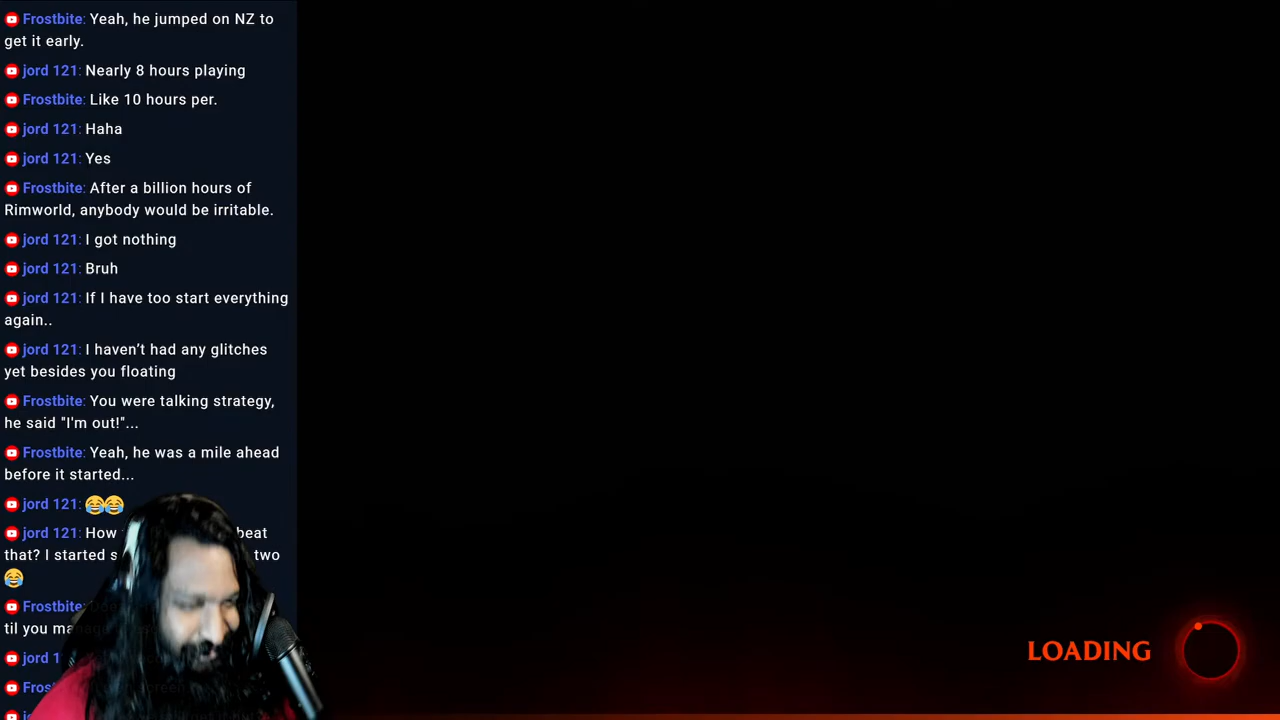 Frostbite: Yeah, he jumped on NZ to
get it early.
jord 121: Nearly 8 hours playing
Frostbite: Like 10 hours per.
jord 121: Haha
jord 121: Yes
Frostbite: After a billion hours of
Rimworld, anybody would be irritable.
jord 121: I got nothing
jord 121: Bruh
jord 121: If I have too start everything
again..
jord 121: I haven’t had any glitches
yet besides you floating
Frostbite: You were talking strategy,
he said "I'm out!"...
Frostbite: Yeah, he was a mile ahead
before it started...
jord 121: 😂😂
jord 121: How beat
that? I started two
😂
Frostbite:
til you
jord
LOADING